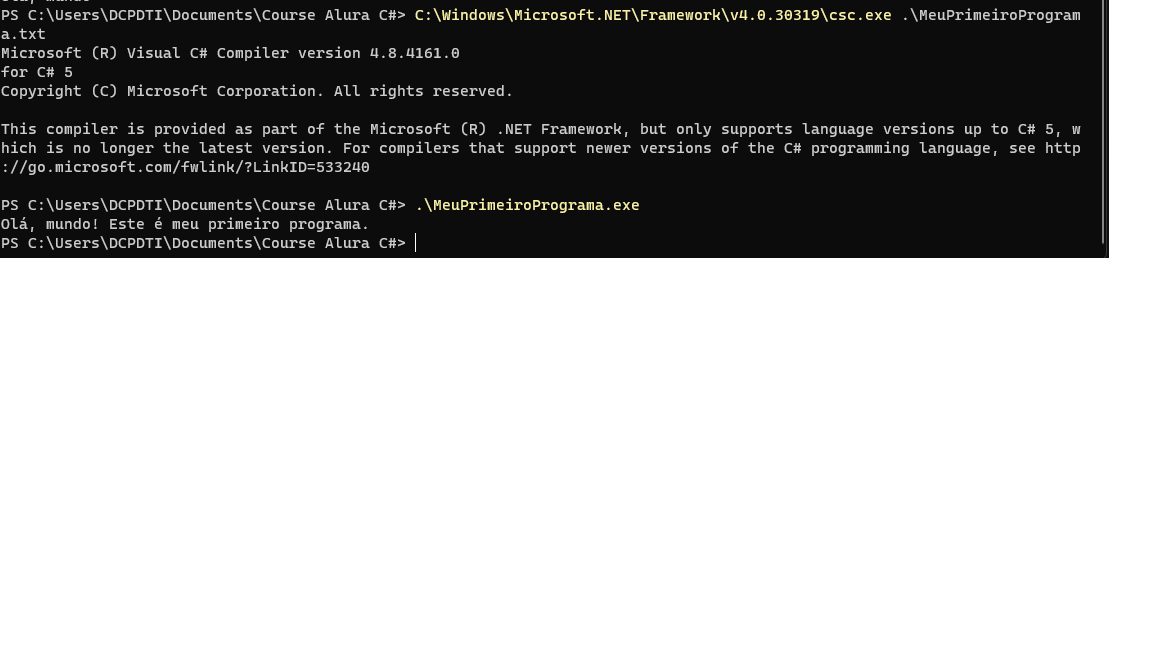 PS C:\Users\DCPDTI\Documents\Course Alura C#> C:\Windows\Microsoft.NET\Framework\v4.0.30319\csc.exe .\MeuPrimeiroProgram
a.txt
Microsoft (R) Visual C# Compiler version 4.8.4161.0
for C# 5
Copyright (C) Microsoft Corporation. All rights reserved.
This compiler is provided as part of the Microsoft (R) .NET Framework, but only supports language versions up to C# 5, w
hich is no longer the latest version. For compilers that support newer versions of the C# programming language, see http
://go.microsoft.com/fwlink/?LinkID=533240
PS C:\Users\DCPDTI\Documents\Course Alura C#> .\MeuPrimeiroPrograma.exe
Olá, mundo! Este é meu primeiro programa.
PS C:\Users\DCPDTI\Documents\Course Alura C#>